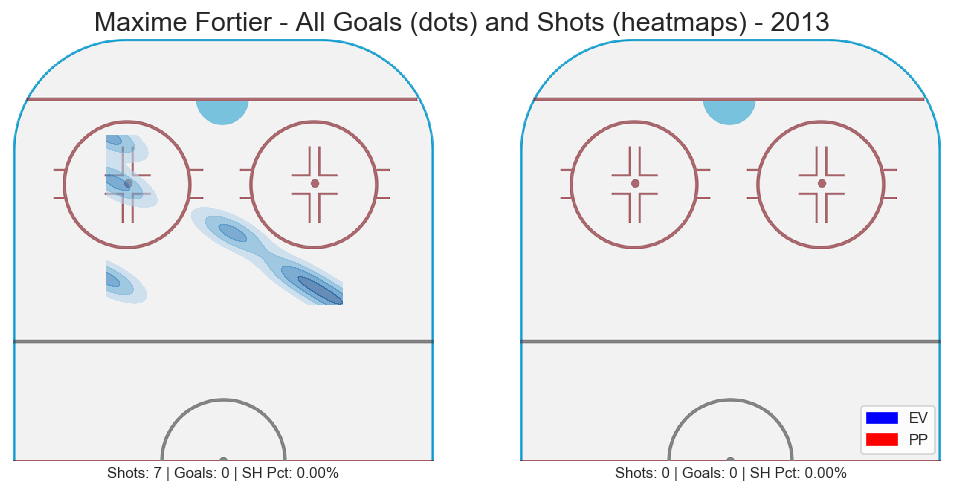 Maxime Fortier - All Goals (dots) and Shots (heatmaps) - 2013
EV
PP
Shots: 7 | Goals: 0 | SH Pct: 0.00%
Shots: 0 | Goals: 0 | SH Pct: 0.00%